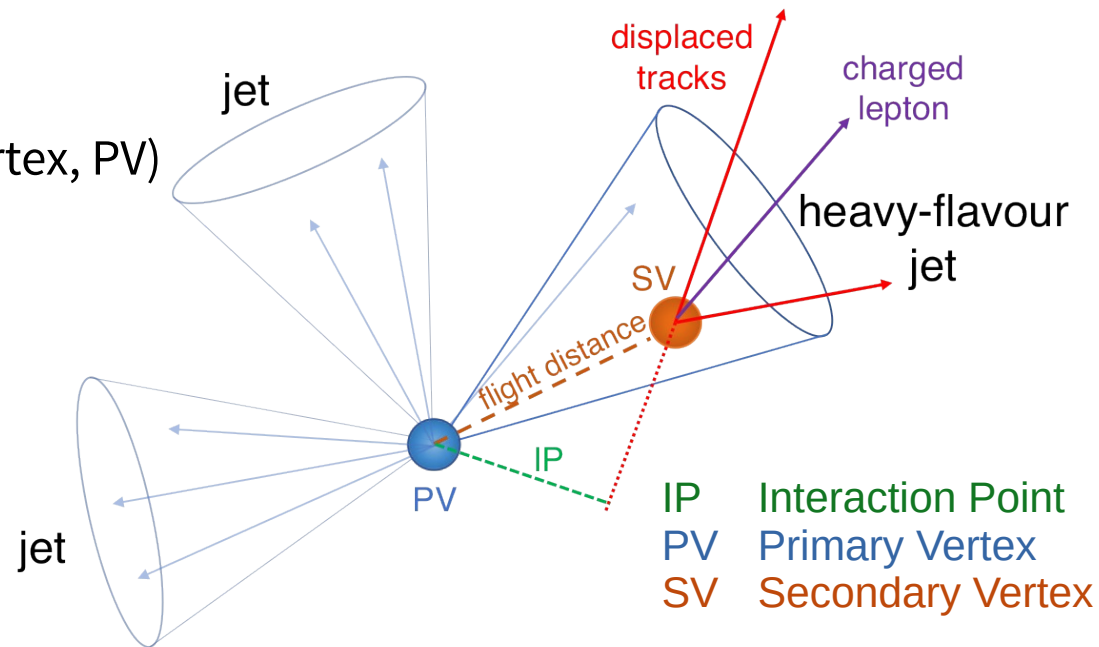 displaced
tracks
charged
lepton
jet
PV)
heavy-flavour
jet
SV
flight distance
IP
PV
jet
IP Interaction Point
PV Primary Vertex
SV Secondary Vertex